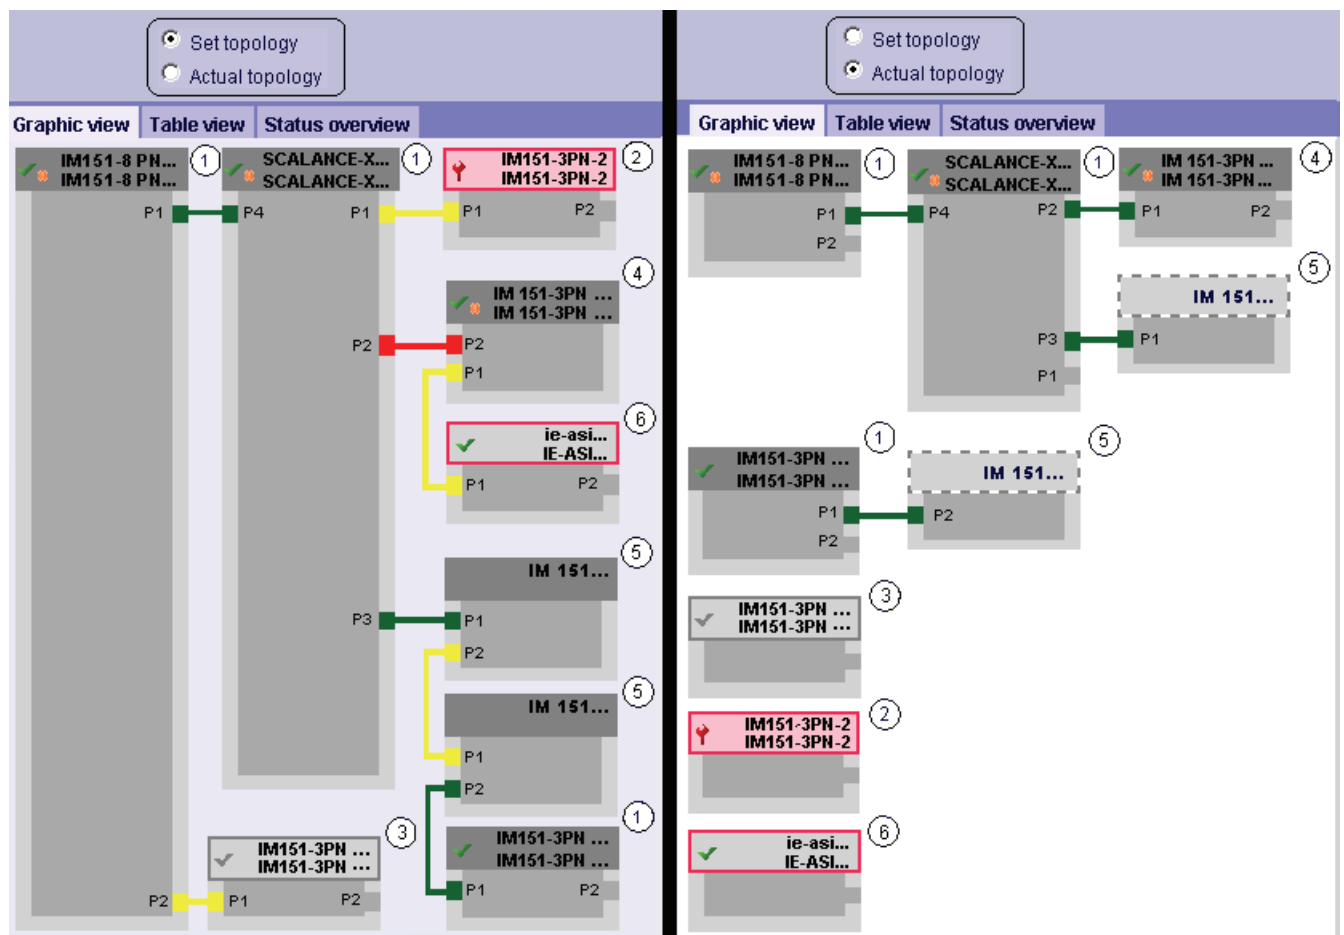 Set topology
Actual topology
Graphic view Table view Status overview
IM151-8 PN... 1 SCALANCE-X... 1 IM151-3PN-2 2
IM151-8 PN... SCALANCE-X... IM151-3PN-2
P1 P4 P1 P1 P2
4
IM 151-3PN ...
IM 151-3PN ...
P2 P2
P1
6
ie-asi...
IE-ASI...
P1 P2
5
IM 151...
P3 P1
P2
5
IM 151...
P1
P2
1
3 IM151-3PN ...
IM151-3PN ... IM151-3PN ...
IM151-3PN ...
P1 P2
P2 P1 P2
Set topology
Actual topology
Graphic view Table view Status overview
IM151-8 PN... 1 SCALANCE-X... 1 IM 151-3PN ... 4
IM151-8 PN... SCALANCE-X... IM 151-3PN ...
P1 P4 P2 P1 P2
P2
5
IM 151...
P3 P1
P1
1 5
IM151-3PN ... IM 151...
IM151-3PN ...
P1 P2
P2
3
IM151-3PN ...
IM151-3PN ...
2
IM151-3PN-2
IM151-3PN-2
6
ie-asi...
IE-ASI...